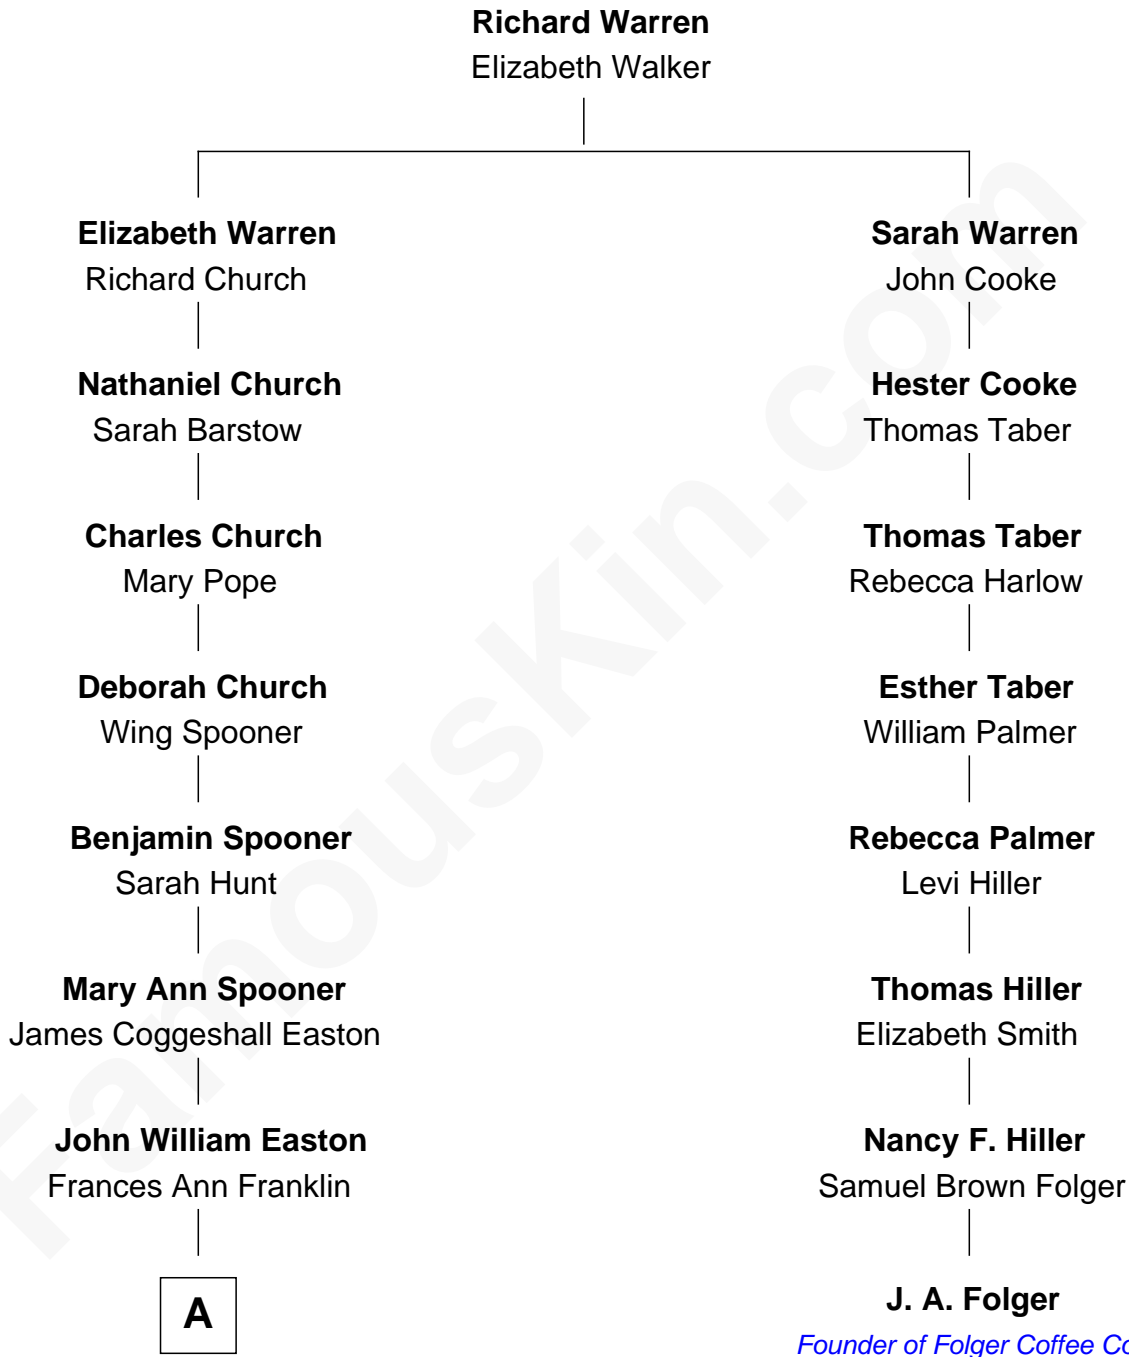 Richard Warren
Elizabeth Walker
Elizabeth Warren
Richard Church
Nathaniel Church
Sarah Barstow
Charles Church
Mary Pope
Deborah Church
Wing Spooner
Benjamin Spooner
Sarah Hunt
Mary Ann Spooner
James Coggeshall Easton
John William Easton
Frances Ann Franklin
A
Sarah Warren
John Cooke
Hester Cooke
Thomas Taber
Thomas Taber
Rebecca Harlow
Esther Taber
William Palmer
Rebecca Palmer
Levi Hiller
Thomas Hiller
Elizabeth Smith
Nancy F. Hiller
Samuel Brown Folger
J. A. Folger
Founder of Folger Coffee Co
FamousKin.com